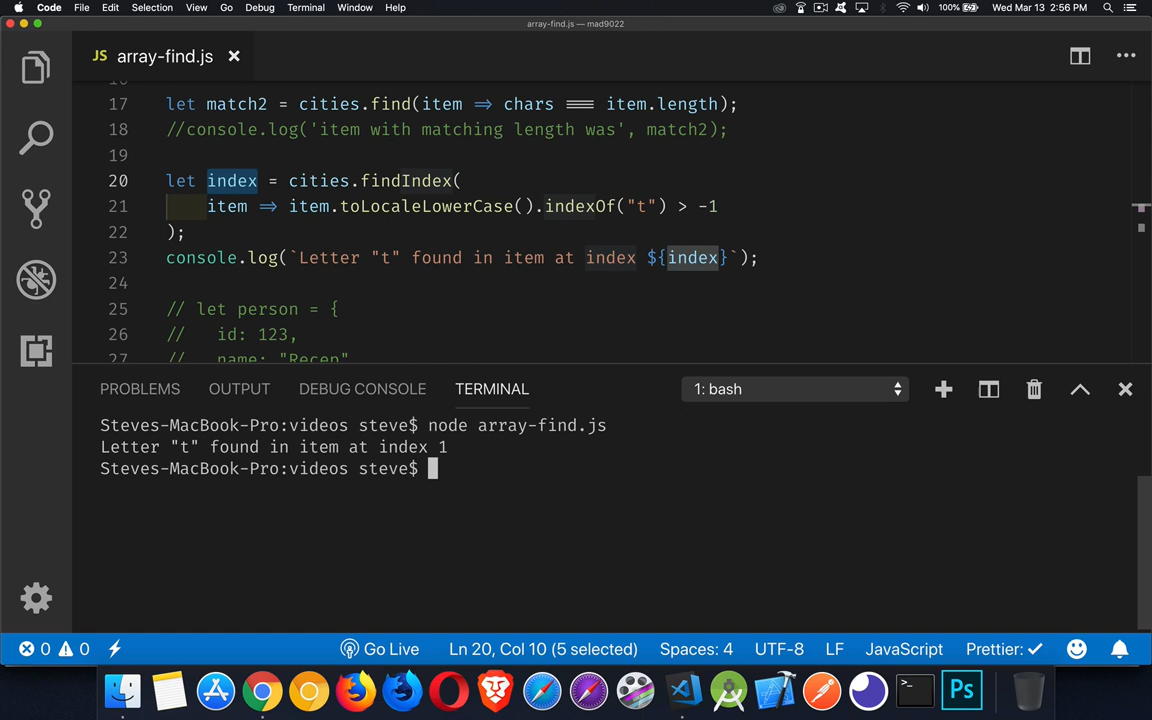 Code File Edit Selection View Go Debug Terminal Window Help 100% Wed Mar 13 2:56 PM
array-find.js — mad9022
JS array-find.js
16
17 let match2 = cities.find(item => chars === item.length);
18 //console.log('item with matching length was', match2);
19
20 let index = cities.findIndex(
21 item => item.toLocaleLowerCase().indexOf("t") > -1
22 );
23 console.log(`Letter "t" found in item at index ${index}`);
24
25 // let person = {
26 // id: 123,
27 // name: "Recep"
PROBLEMS OUTPUT DEBUG CONSOLE TERMINAL 1: bash
Steves-MacBook-Pro:videos steve$ node array-find.js
Letter "t" found in item at index 1
Steves-MacBook-Pro:videos steve$
0 0 Go Live Ln 20, Col 10 (5 selected) Spaces: 4 UTF-8 LF JavaScript Prettier: ✓
>_ Ps